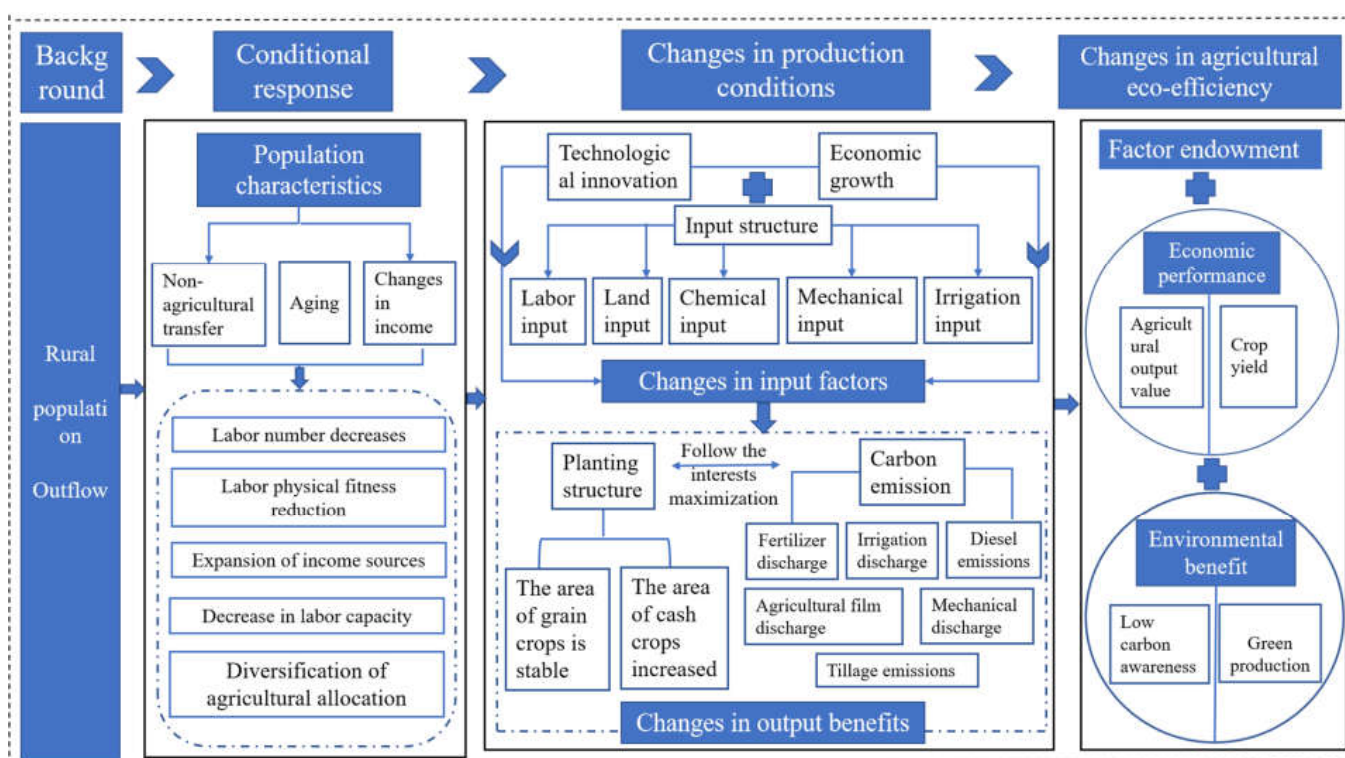 Backg
round
Conditional
response
Changes in production
conditions
Changes in agricultural
eco-efficiency
Rural
populati
on
Outflow
Population
characteristics
Non-
agricultural
transfer
Aging
Changes
in
income
Labor number decreases
Labor physical fitness
reduction
Expansion of income sources
Decrease in labor capacity
Diversification of
agricultural allocation
Technologic
al innovation
Economic
growth
Input structure
Labor
input
Land
input
Chemical
input
Mechanical
input
Irrigation
input
Changes in input factors
Planting
structure
Follow the
interests
maximization
Carbon
emission
The area
of grain
crops is
stable
The area
of cash
crops
increased
Fertilizer
discharge
Irrigation
discharge
Diesel
emissions
Agricultural film
discharge
Mechanical
discharge
Tillage emissions
Changes in output benefits
Factor endowment
Economic
performance
Agricult
ural
output
value
Crop
yield
Environmental
benefit
Low
carbon
awareness
Green
production